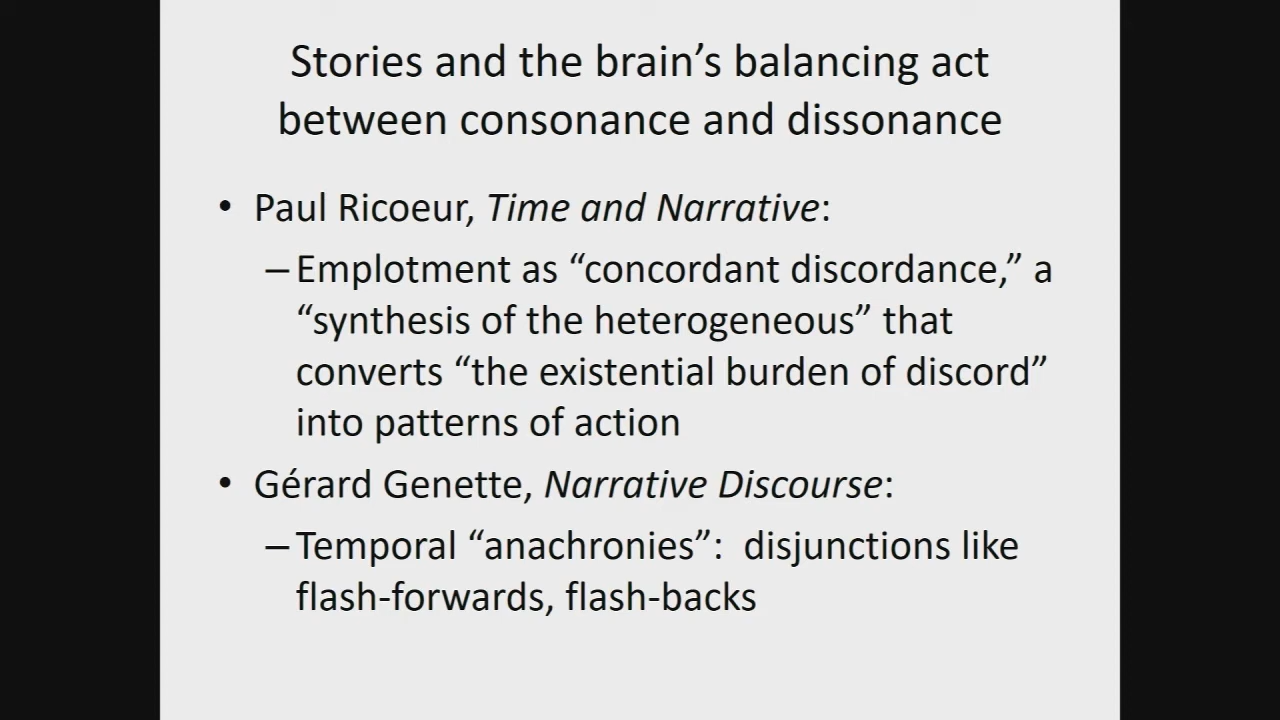 Stories and the brain’s balancing act
between consonance and dissonance
• Paul Ricoeur, Time and Narrative:
– Emplotment as “concordant discordance,” a
“synthesis of the heterogeneous” that
converts “the existential burden of discord”
into patterns of action
• Gérard Genette, Narrative Discourse:
– Temporal “anachronies”:  disjunctions like
flash-forwards, flash-backs